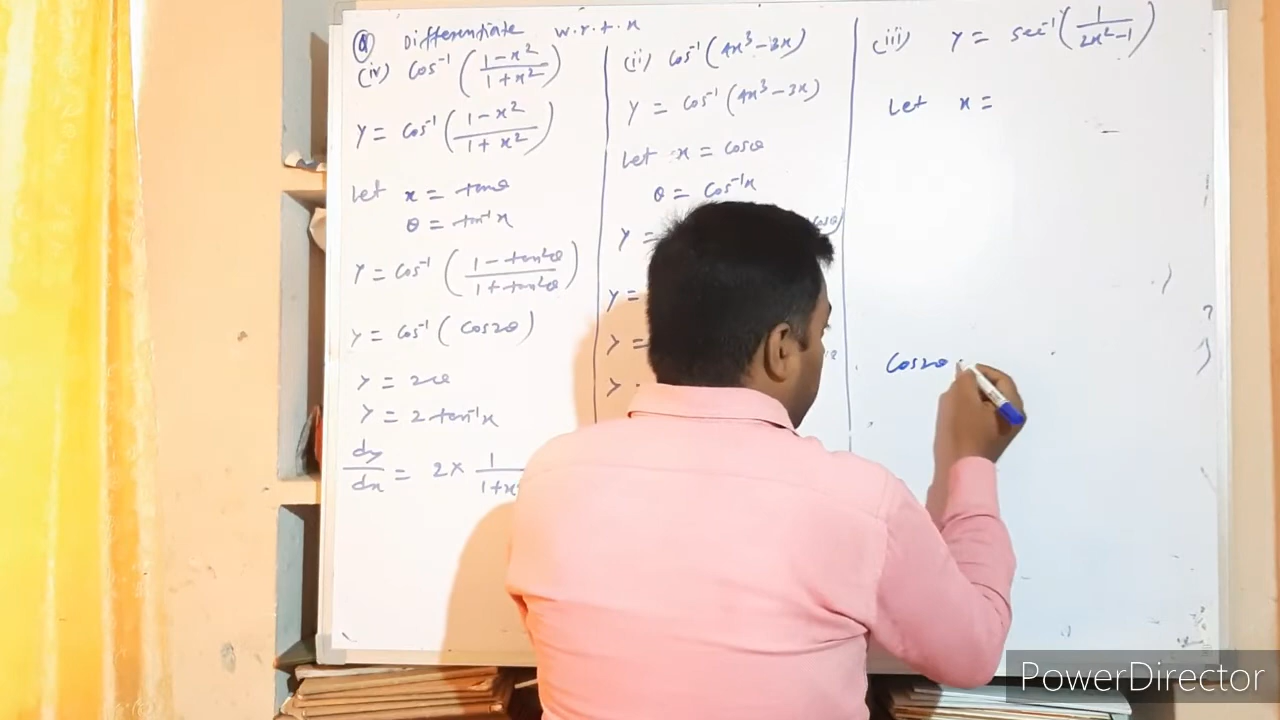 Q Differentiate w.r.t. x
(iv) Cos⁻¹ ( (1-x²)/(1+x²) )
Y = Cos⁻¹ ( (1-x²)/(1+x²) )
Let x = tanθ
θ = tan⁻¹x
Y = Cos⁻¹ ( (1-tan²θ)/(1+tan²θ) )
Y = Cos⁻¹ ( Cos2θ )
Y = 2θ
Y = 2 tan⁻¹x
dy/dx = 2 × 1/(1+x
(ii) Cos⁻¹ (4x³-3x)
Y = Cos⁻¹ (4x³-3x)
Let x = Cosθ
θ = Cos⁻¹x
Y =
Y =
Y =
Y
(iii) Y = sec⁻¹ ( 1/(2x²-1) )
Let x =
Cos2θ
PowerDirector